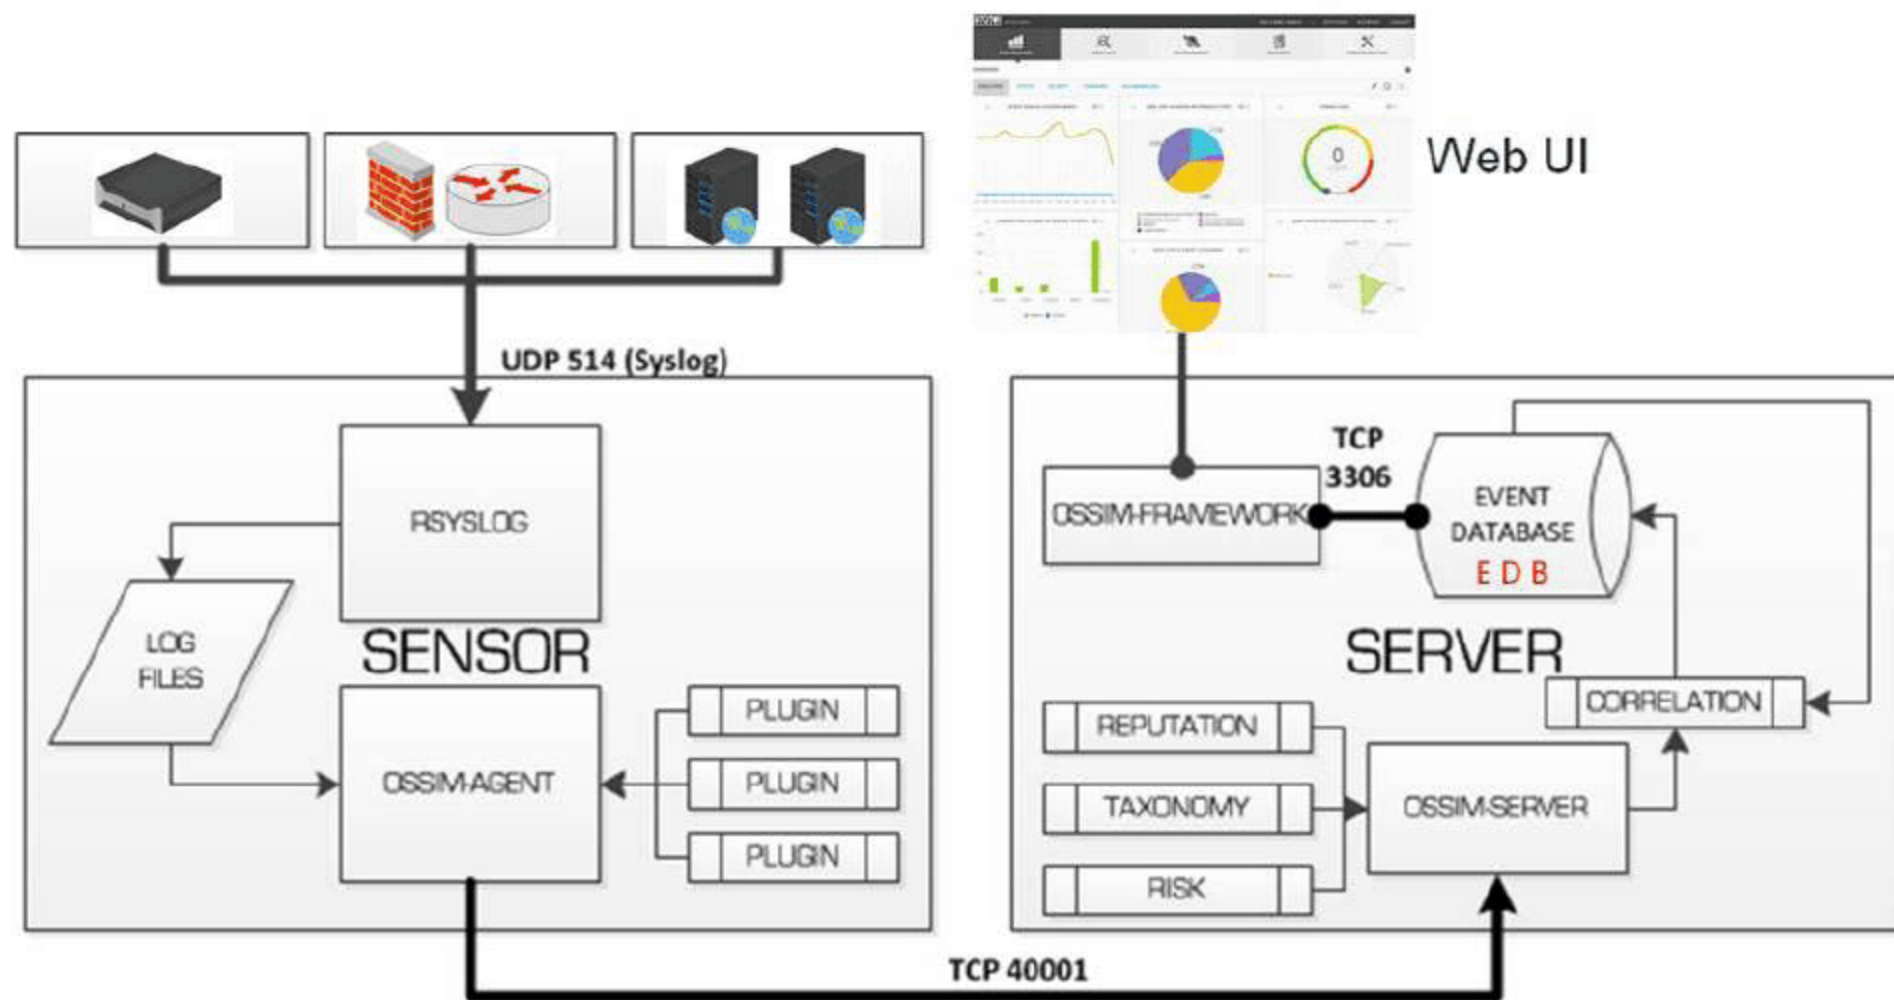 Web UI
UDP 514 (Syslog)
RSYSLOG
LOG
FILES
SENSOR
OSSIM-AGENT
PLUGIN
PLUGIN
PLUGIN
TCP 40001
TCP
3306
OSSIM-FRAMEWORK
EVENT
DATABASE
E D B
SERVER
CORRELATION
REPUTATION
TAXONOMY
RISK
OSSIM-SERVER
0